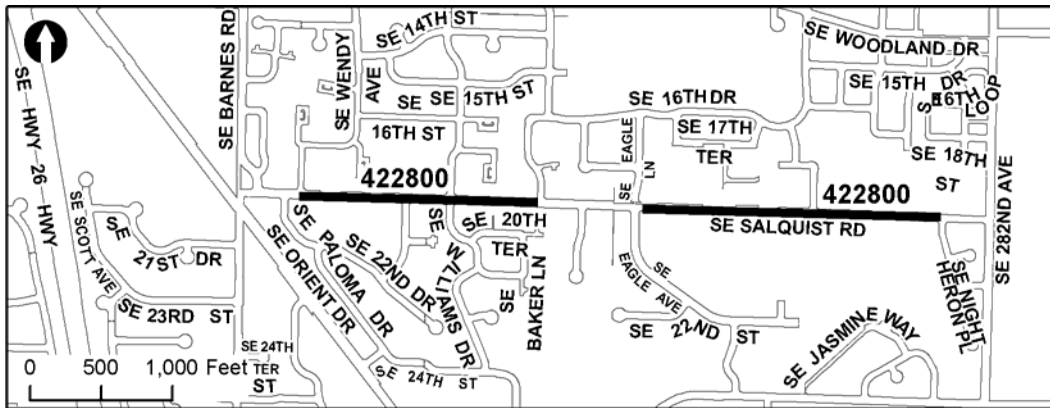 SE 14TH ST
SE WOODLAND DR
SE BARNES RD
SE WENDY
AVE
SE HWY 26 HWY
SE SE 15TH ST
16TH ST
SE 15TH DR
SE 16TH
LOOP
SE 16TH DR
SE 17TH
TER
EAGLE
SE LN
SE 18TH
ST
422800
422800
SE SALQUIST RD
SE 282ND AVE
SE 20TH
TER
SE SCOTT AVE
SE
21ST DR
SE 23RD ST
SE ORIENT DR
SE PALOMA DR
SE 22ND DR
SE WILLIAMS DR
SE
BAKER LN
SE
EAGLE AVE
SE 22ND ST
SE NIGHT
HERON PL
SE JASMINE WAY
SE 24TH
TER
ST
SE 24TH ST
0 500 1,000 Feet